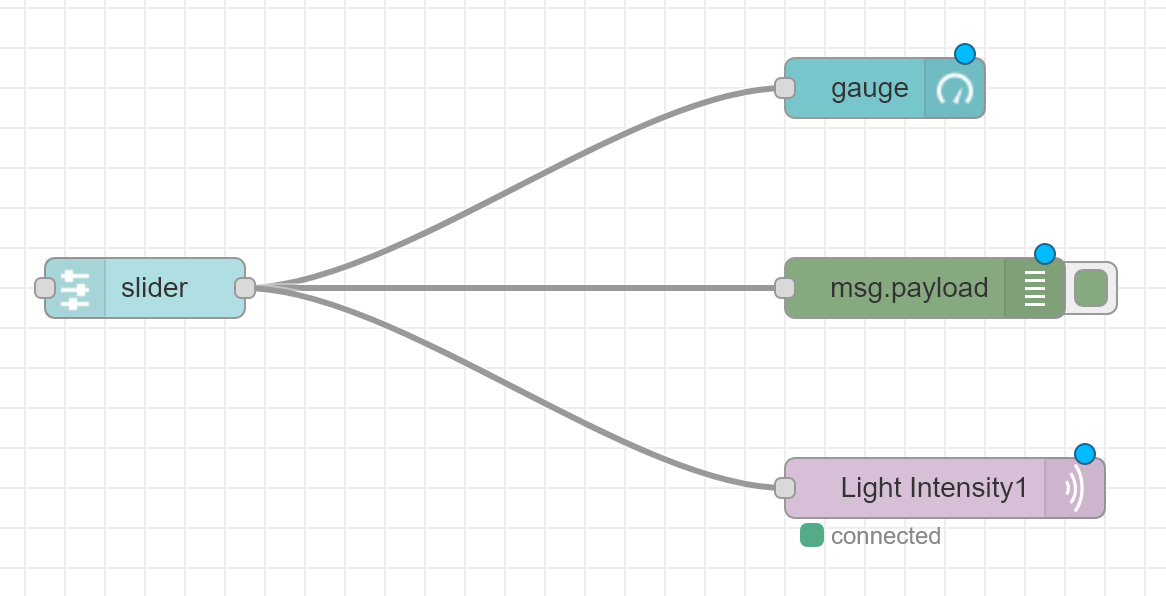 gauge
slider
msg.payload
Light Intensity1
connected